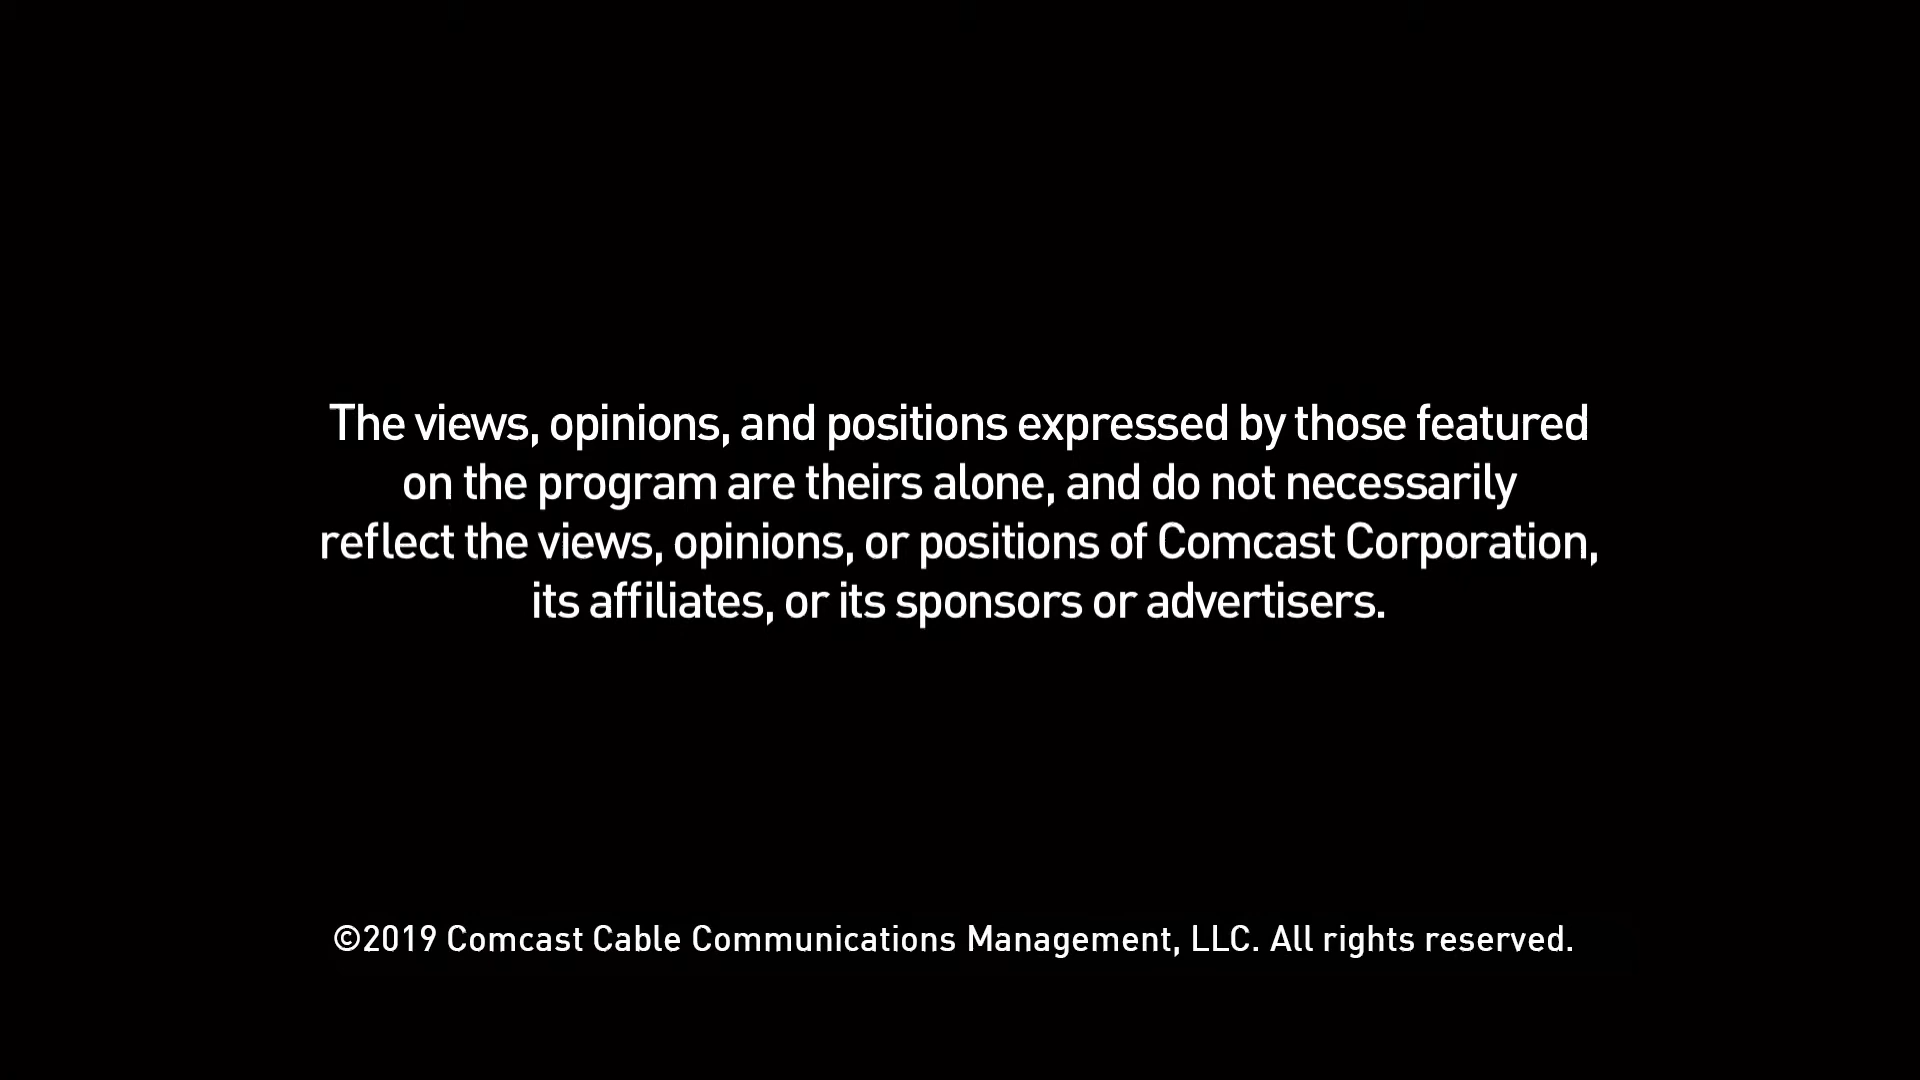 The views, opinions, and positions expressed by those featured
on the program are theirs alone, and do not necessarily
reflect the views, opinions, or positions of Comcast Corporation,
its affiliates, or its sponsors or advertisers.
©2019 Comcast Cable Communications Management, LLC. All rights reserved.